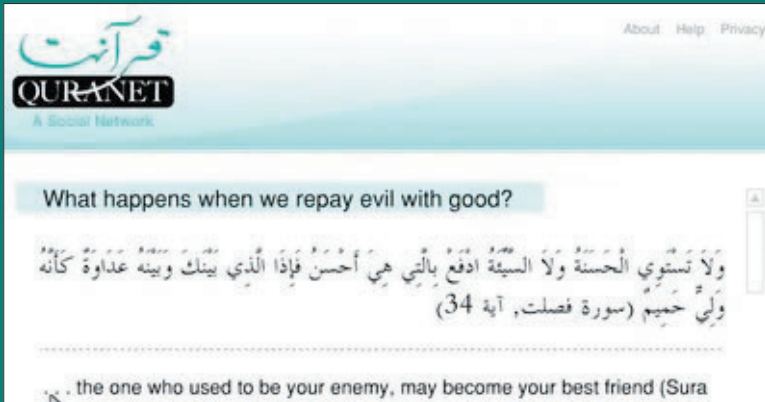 قرآنت
QURANET
A Social Network
About Help Privacy
What happens when we repay evil with good?
وَلَا تَسْتَوِي الْحَسَنَةُ وَلَا السَّيِّئَةُ ادْفَعْ بِالَّتِي هِيَ أَحْسَنُ فَإِذَا الَّذِي بَيْنَكَ وَبَيْنَهُ عَدَاوَةٌ كَأَنَّهُ
وَلِيٌّ حَمِيمٌ (سورة فصلت, آية 34)
. . . the one who used to be your enemy, may become your best friend (Sura